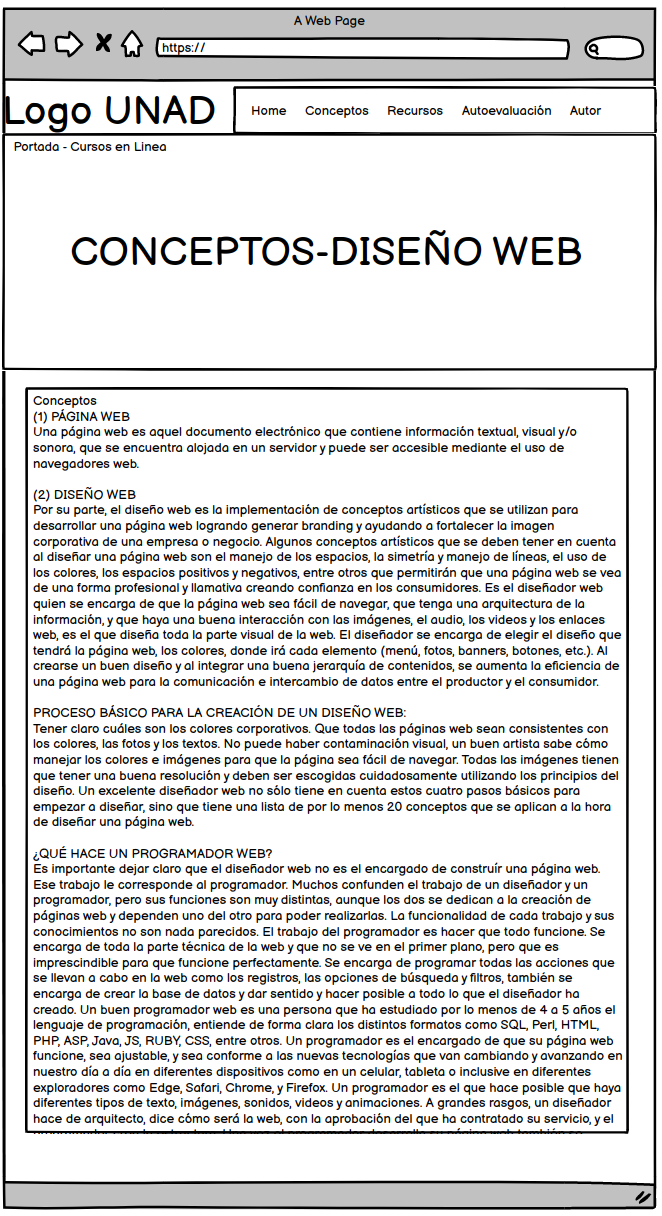 A Web Page
https://
Logo UNAD
Home Conceptos Recursos Autoevaluación Autor
Portada - Cursos en Linea
CONCEPTOS-DISEÑO WEB
Conceptos
(1) PÁGINA WEB
Una página web es aquel documento electrónico que contiene información textual, visual y/o
sonora, que se encuentra alojada en un servidor y puede ser accesible mediante el uso de
navegadores web.
(2) DISEÑO WEB
Por su parte, el diseño web es la implementación de conceptos artísticos que se utilizan para
desarrollar una página web logrando generar branding y ayudando a fortalecer la imagen
corporativa de una empresa o negocio. Algunos conceptos artísticos que se deben tener en cuenta
al diseñar una página web son el manejo de los espacios, la simetría y manejo de líneas, el uso de
los colores, los espacios positivos y negativos, entre otros que permitirán que una página web se vea
de una forma profesional y llamativa creando confianza en los consumidores. Es el diseñador web
quien se encarga de que la página web sea fácil de navegar, que tenga una arquitectura de la
información, y que haya una buena interacción con las imágenes, el audio, los videos y los enlaces
web, es el que diseña toda la parte visual de la web. El diseñador se encarga de elegir el diseño que
tendrá la página web, los colores, donde irá cada elemento (menú, fotos, banners, botones, etc.). Al
crearse un buen diseño y al integrar una buena jerarquía de contenidos, se aumenta la eficiencia de
una página web para la comunicación e intercambio de datos entre el productor y el consumidor.
PROCESO BÁSICO PARA LA CREACIÓN DE UN DISEÑO WEB:
Tener claro cuáles son los colores corporativos. Que todas las páginas web sean consistentes con
los colores, las fotos y los textos. No puede haber contaminación visual, un buen artista sabe cómo
manejar los colores e imágenes para que la página sea fácil de navegar. Todas las imágenes tienen
que tener una buena resolución y deben ser escogidas cuidadosamente utilizando los principios del
diseño. Un excelente diseñador web no sólo tiene en cuenta estos cuatro pasos básicos para
empezar a diseñar, sino que tiene una lista de por lo menos 20 conceptos que se aplican a la hora
de diseñar una página web.
¿QUÉ HACE UN PROGRAMADOR WEB?
Es importante dejar claro que el diseñador web no es el encargado de construír una página web.
Ese trabajo le corresponde al programador. Muchos confunden el trabajo de un diseñador y un
programador, pero sus funciones son muy distintas, aunque los dos se dedican a la creación de
páginas web y dependen uno del otro para poder realizarlas. La funcionalidad de cada trabajo y sus
conocimientos no son nada parecidos. El trabajo del programador es hacer que todo funcione. Se
encarga de toda la parte técnica de la web y que no se ve en el primer plano, pero que es
imprescindible para que funcione perfectamente. Se encarga de programar todas las acciones que
se llevan a cabo en la web como los registros, las opciones de búsqueda y filtros, también se
encarga de crear la base de datos y dar sentido y hacer posible a todo lo que el diseñador ha
creado. Un buen programador web es una persona que ha estudiado por lo menos de 4 a 5 años el
lenguaje de programación, entiende de forma clara los distintos formatos como SQL, Perl, HTML,
PHP, ASP, Java, JS, RUBY, CSS, entre otros. Un programador es el encargado de que su página web
funcione, sea ajustable, y sea conforme a las nuevas tecnologías que van cambiando y avanzando en
nuestro día a día en diferentes dispositivos como en un celular, tableta o inclusive en diferentes
exploradores como Edge, Safari, Chrome, y Firefox. Un programador es el que hace posible que haya
diferentes tipos de texto, imágenes, sonidos, videos y animaciones. A grandes rasgos, un diseñador
hace de arquitecto, dice cómo será la web, con la aprobación del que ha contratado su servicio, y el